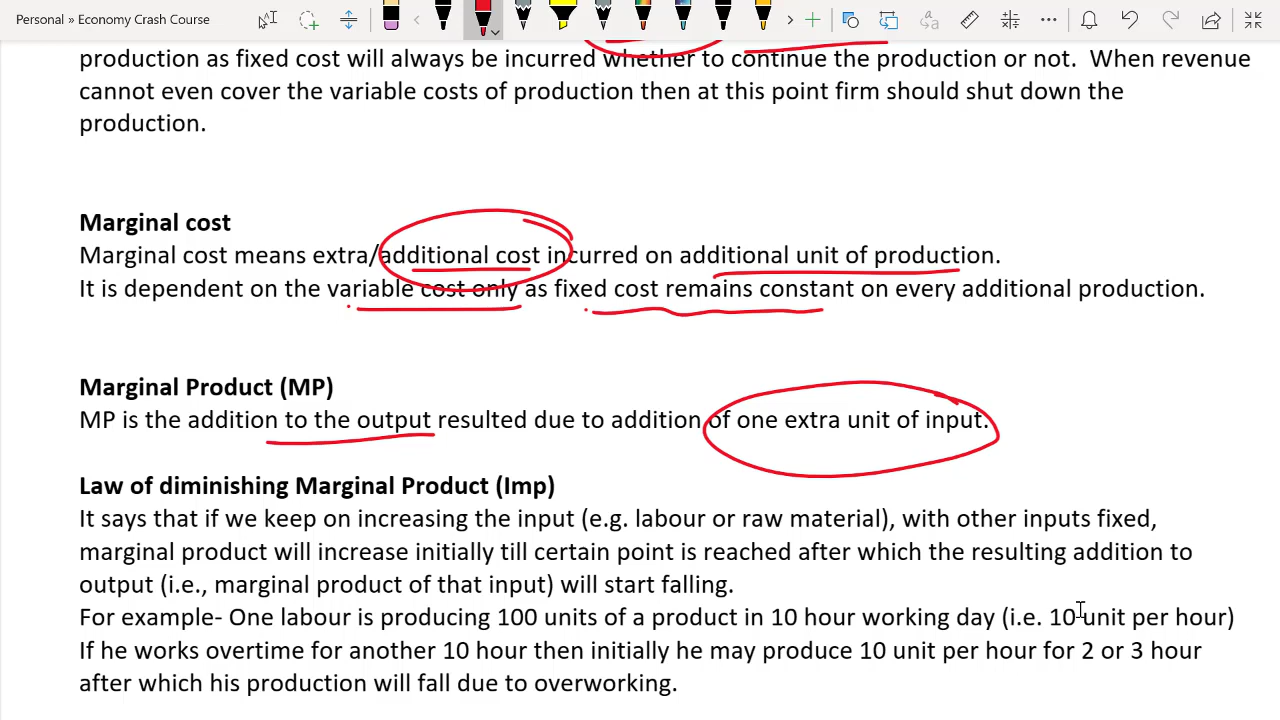 Personal » Economy Crash Course
production as fixed cost will always be incurred whether to continue the production or not.  When revenue
cannot even cover the variable costs of production then at this point firm should shut down the
production.
Marginal cost
Marginal cost means extra/additional cost incurred on additional unit of production.
It is dependent on the variable cost only as fixed cost remains constant on every additional production.
Marginal Product (MP)
MP is the addition to the output resulted due to addition of one extra unit of input.
Law of diminishing Marginal Product (Imp)
It says that if we keep on increasing the input (e.g. labour or raw material), with other inputs fixed,
marginal product will increase initially till certain point is reached after which the resulting addition to
output (i.e., marginal product of that input) will start falling.
For example- One labour is producing 100 units of a product in 10 hour working day (i.e. 10 unit per hour)
If he works overtime for another 10 hour then initially he may produce 10 unit per hour for 2 or 3 hour
after which his production will fall due to overworking.